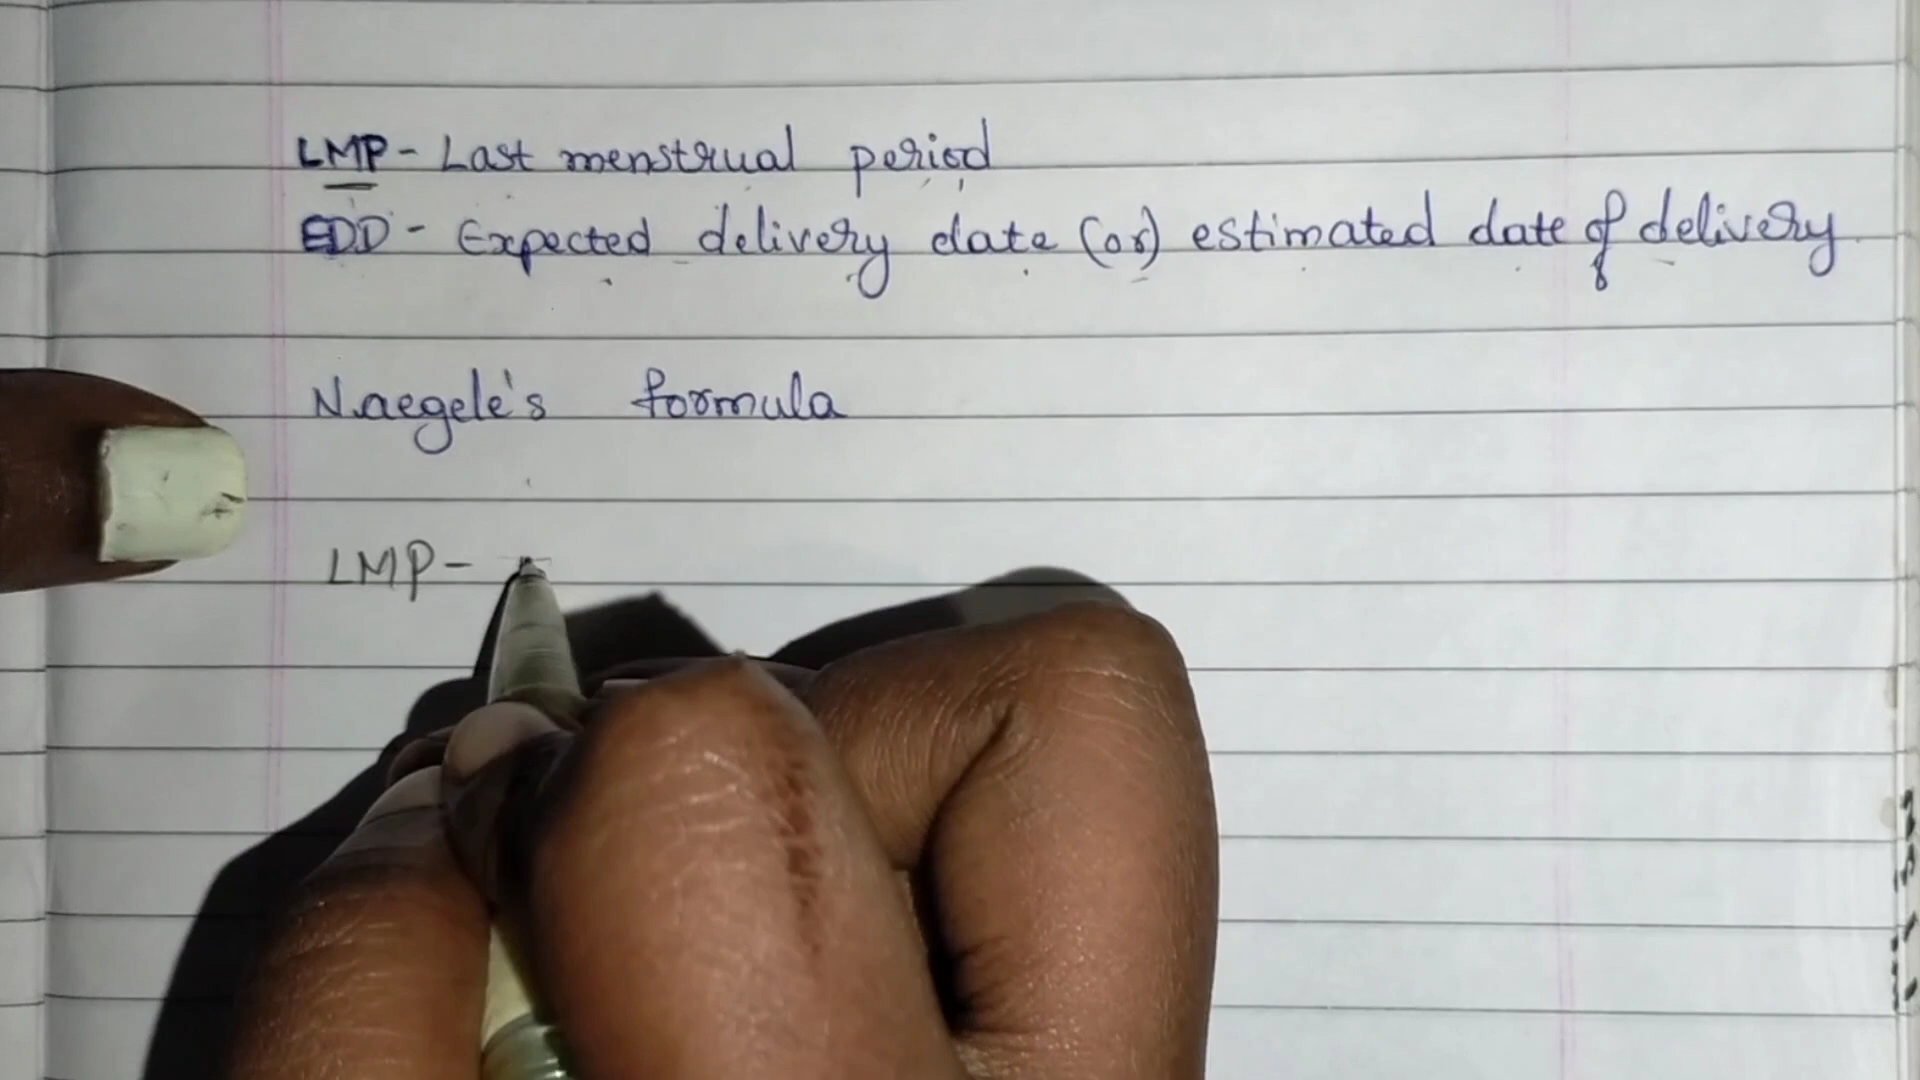 LMP - Last menstrual period
EDD - Expected delivery date (or) estimated date of delivery
Naegele's formula
LMP -